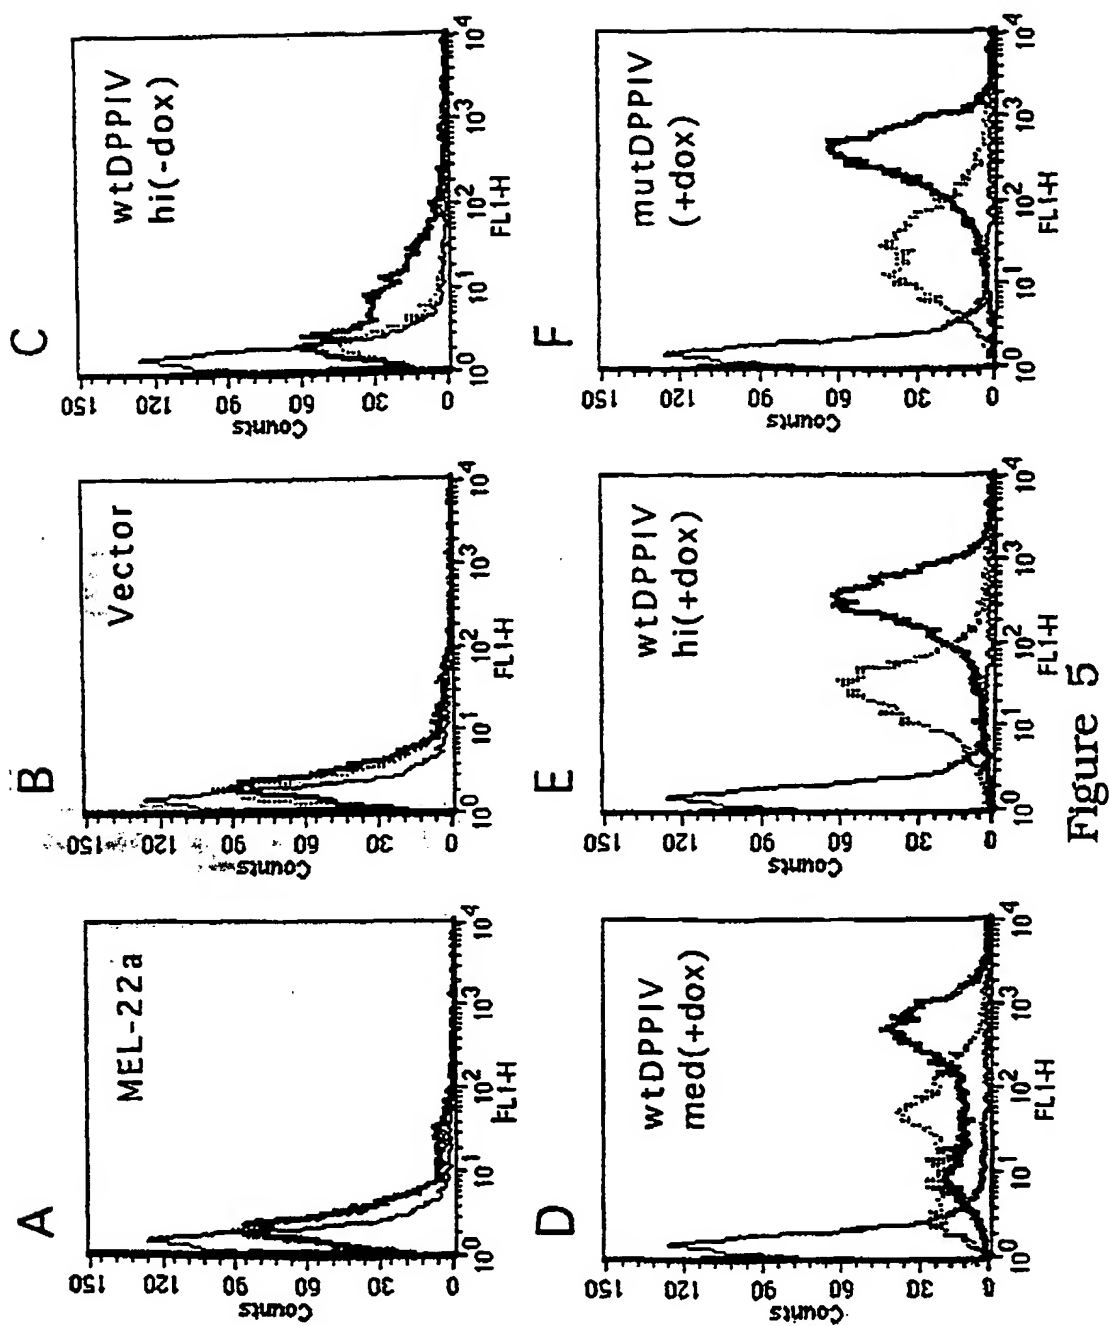 A
MEL-22a
Counts
150
120
90
60
30
0
10^0
10^1
10^2
10^3
10^4
FL1-H
B
Vector
Counts
150
120
90
60
30
0
10^0
10^1
10^2
10^3
10^4
FL1-H
C
wtDPPIV
hi(-dox)
Counts
150
120
90
60
30
0
10^0
10^1
10^2
10^3
10^4
FL1-H
D
wtDPPIV
med(+dox)
Counts
150
120
90
60
30
0
10^0
10^1
10^2
10^3
10^4
FL1-H
E
wtDPPIV
hi(+dox)
Counts
150
120
90
60
30
0
10^0
10^1
10^2
10^3
10^4
FL1-H
F
mutDPPIV
(+dox)
Counts
150
120
90
60
30
0
10^0
10^1
10^2
10^3
10^4
FL1-H
Figure 5